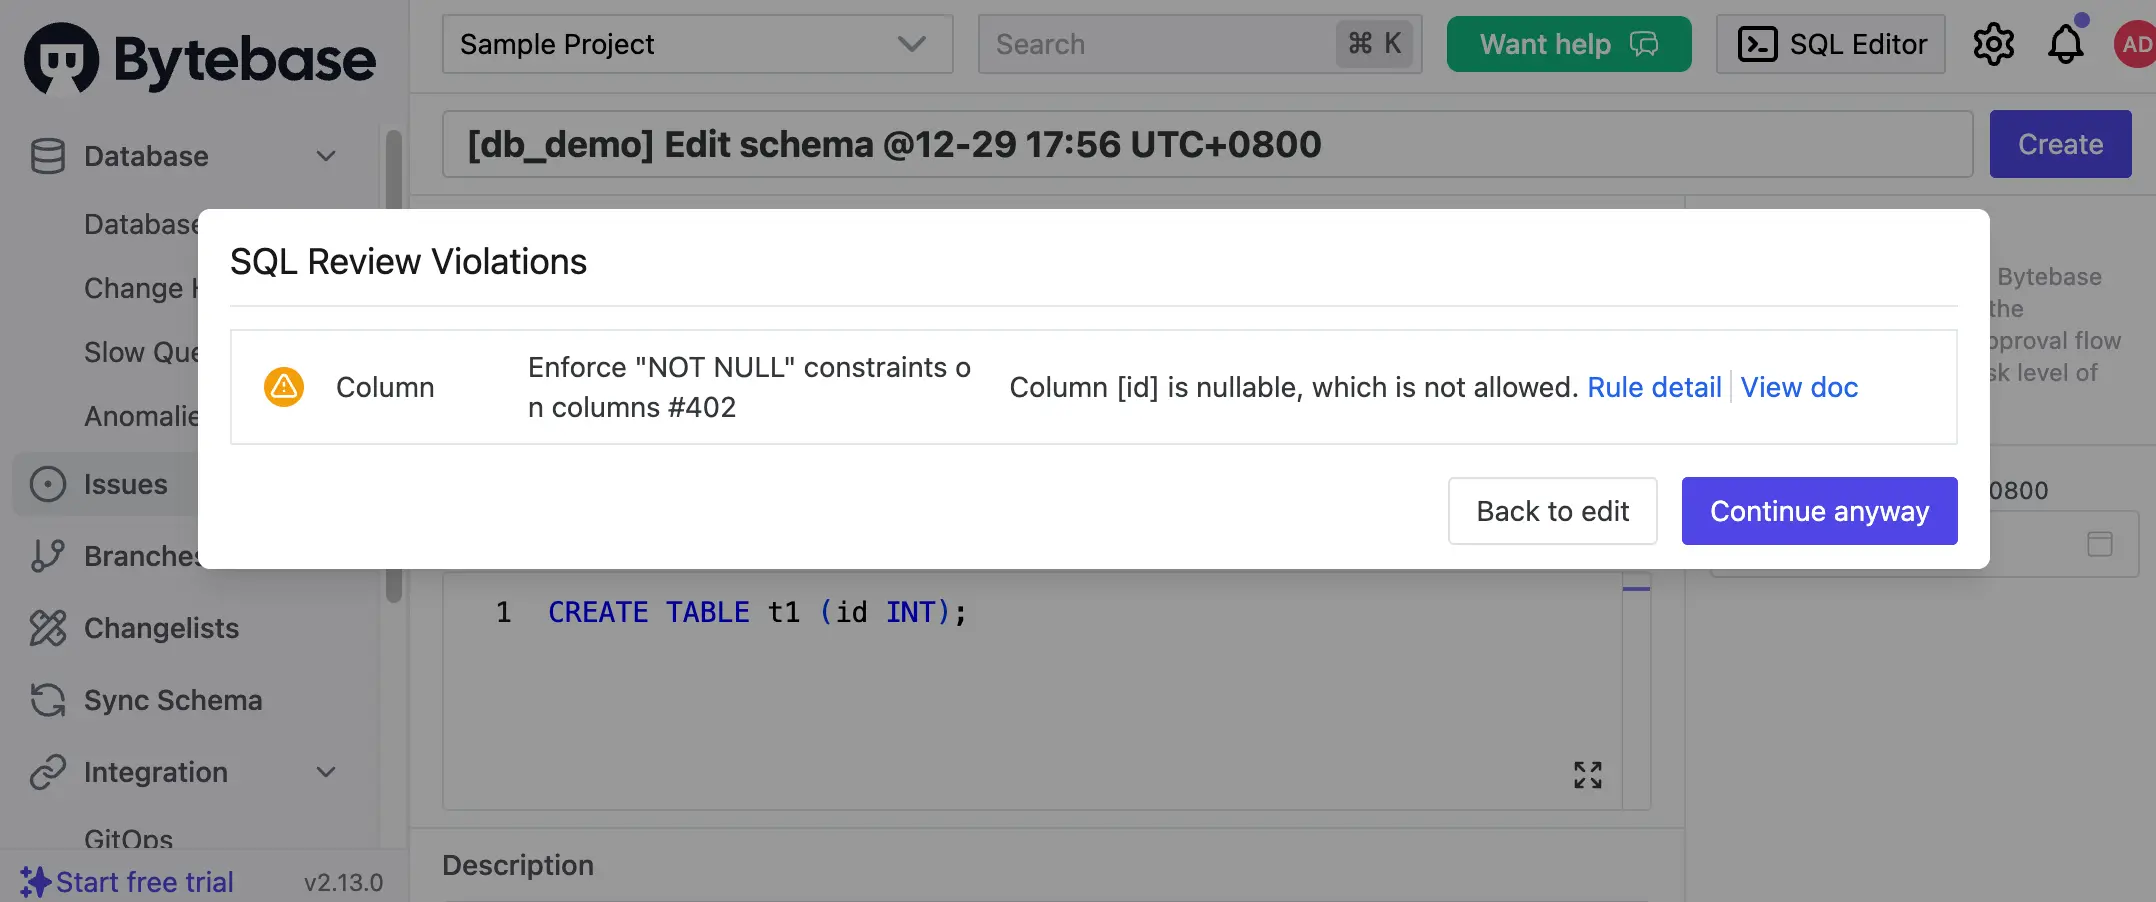 Bytebase
Sample Project
Search
⌘ K
Want help
SQL Editor
AD
[db_demo] Edit schema @12-29 17:56 UTC+0800
Create
Database
Database
Change
Slow Que
Anomalie
Issues
Branches
Changelists
Sync Schema
Integration
GitOps
Start free trial
v2.13.0
SQL Review Violations
Column
Enforce "NOT NULL" constraints o
n columns #402
Column [id] is nullable, which is not allowed. Rule detail View doc
Back to edit
Continue anyway
Bytebase
the
pproval flow
sk level of
0800
1 CREATE TABLE t1 (id INT);
Description